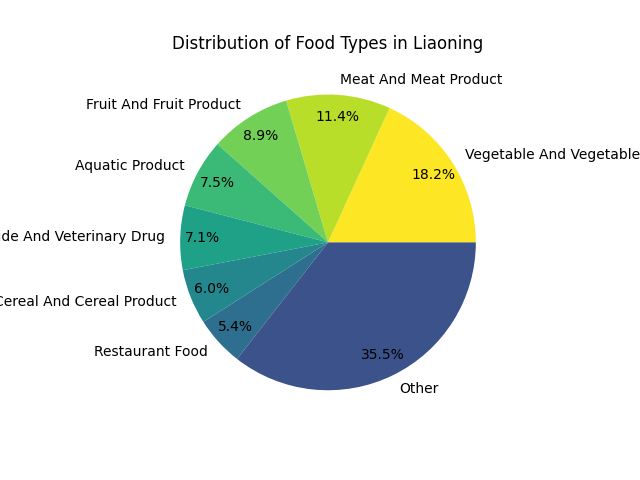 Distribution of Food Types in Liaoning
Meat And Meat Product
11.4%
Fruit And Fruit Product
8.9%
Vegetable And Vegetable
18.2%
Aquatic Product
7.5%
And Veterinary Drug
7.1%
Cereal And Cereal Product
6.0%
Restaurant Food
5.4%
35.5%
Other